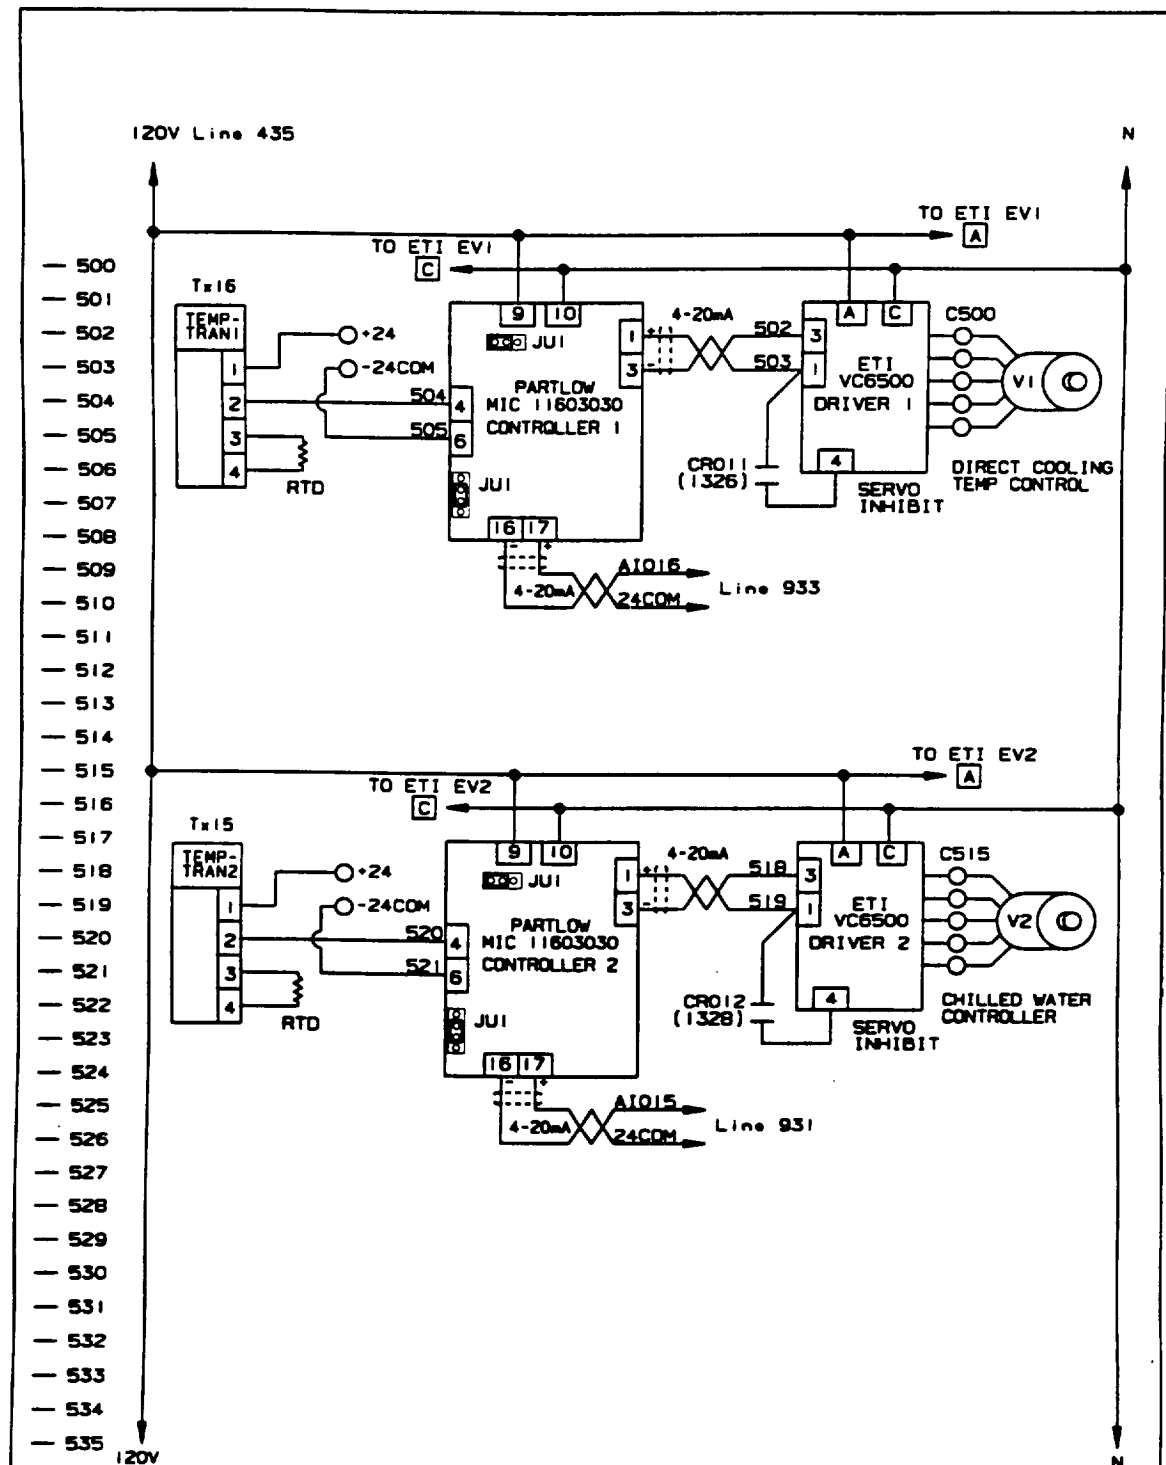 120V Line 435
N
TO ETI EV1
A
TO ETI EV1
C
500
501
502
503
504
505
506
507
508
509
510
511
512
513
514
515
516
517
518
519
520
521
522
523
524
525
526
527
528
529
530
531
532
533
534
535
Tx16
TEMP-
TRAN1
1
2
3
4
+24
-24COM
504
505
RTD
9
10
JU1
1
3
+
-
PARTLOW
MIC 11603030
CONTROLLER 1
4
6
JU1
16
17
-
+
4-20mA
AI016
24COM
Line 933
4-20mA
502
503
A
C
3
1
ETI
VC6500
DRIVER 1
4
CR011
(1326)
SERVO
INHIBIT
C500
V1
DIRECT COOLING
TEMP CONTROL
TO ETI EV2
A
TO ETI EV2
C
Tx15
TEMP-
TRAN2
1
2
3
4
+24
-24COM
520
521
RTD
9
10
JU1
1
3
+
-
PARTLOW
MIC 11603030
CONTROLLER 2
4
6
JU1
16
17
-
+
4-20mA
AI015
24COM
Line 931
4-20mA
518
519
A
C
3
1
ETI
VC6500
DRIVER 2
4
CR012
(1328)
SERVO
INHIBIT
C515
V2
CHILLED WATER
CONTROLLER
120V
N